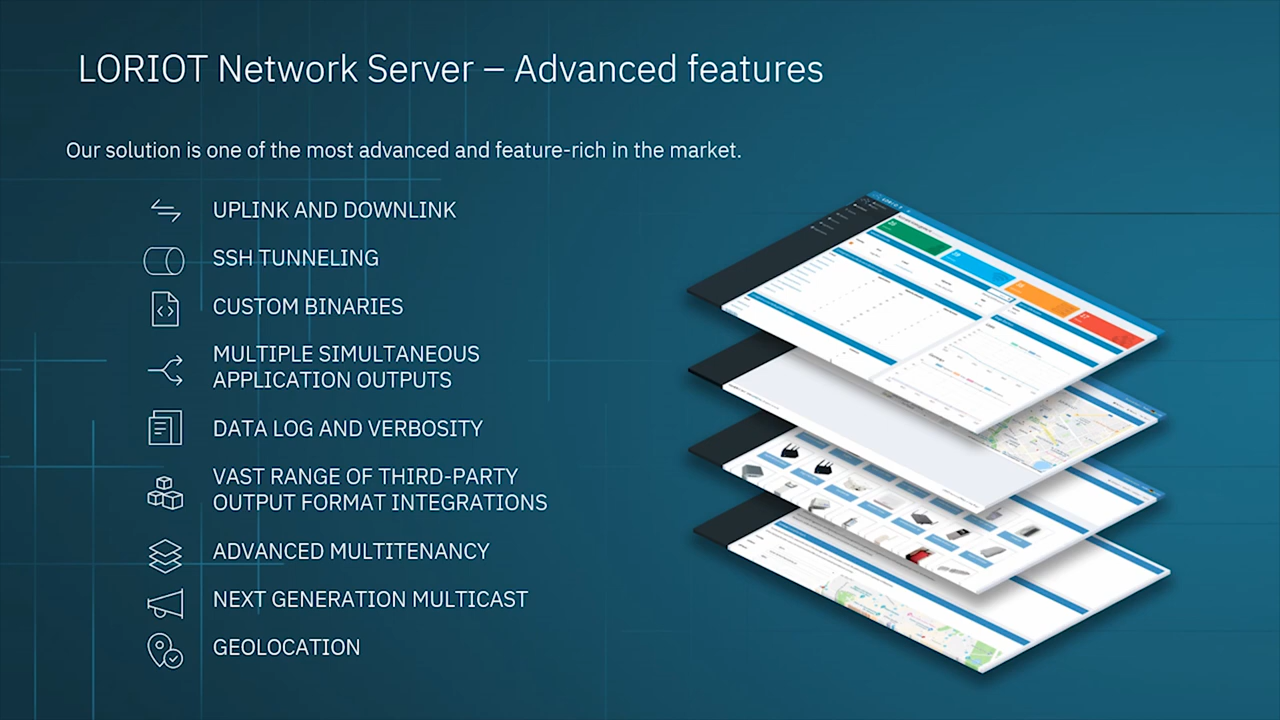 LORIOT Network Server – Advanced features
Our solution is one of the most advanced and feature-rich in the market.
UPLINK AND DOWNLINK
SSH TUNNELING
CUSTOM BINARIES
MULTIPLE SIMULTANEOUS
APPLICATION OUTPUTS
DATA LOG AND VERBOSITY
VAST RANGE OF THIRD-PARTY
OUTPUT FORMAT INTEGRATIONS
ADVANCED MULTITENANCY
NEXT GENERATION MULTICAST
GEOLOCATION